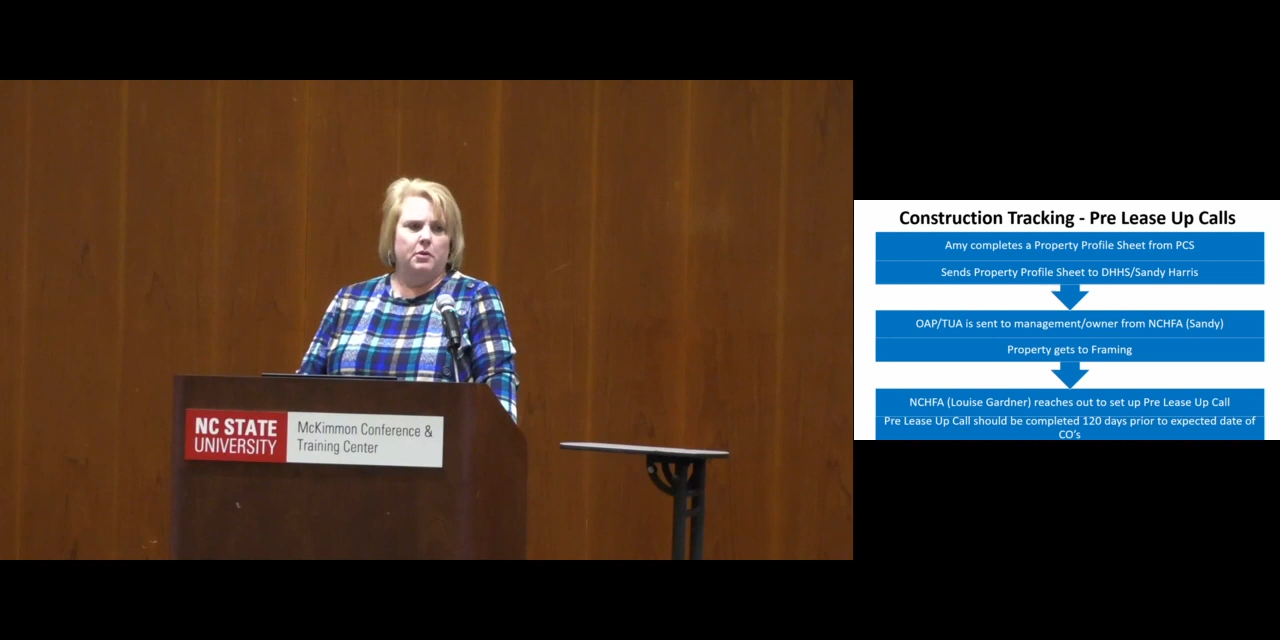 NC STATE
UNIVERSITY
McKimmon Conference &
Training Center
Construction Tracking - Pre Lease Up Calls
Amy completes a Property Profile Sheet from PCS
Sends Property Profile Sheet to DHHS/Sandy Harris
OAP/TUA is sent to management/owner from NCHFA (Sandy)
Property gets to Framing
NCHFA (Louise Gardner) reaches out to set up Pre Lease Up Call
Pre Lease Up Call should be completed 120 days prior to expected date of
CO's